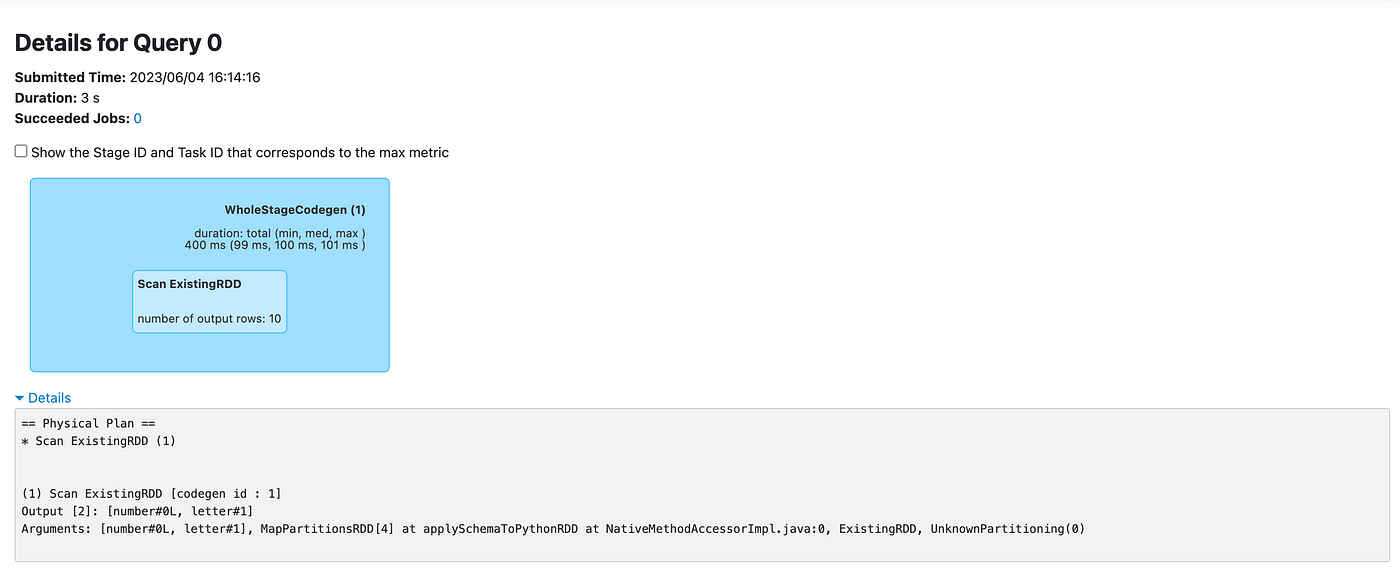 Details for Query 0
Submitted Time: 2023/06/04 16:14:16
Duration: 3 s
Succeeded Jobs: 0
Show the Stage ID and Task ID that corresponds to the max metric
WholeStageCodegen (1)
duration: total (min, med, max )
400 ms (99 ms, 100 ms, 101 ms )
Scan ExistingRDD
number of output rows: 10
Details
== Physical Plan ==
* Scan ExistingRDD (1)
(1) Scan ExistingRDD [codegen id : 1]
Output [2]: [number#0L, letter#1]
Arguments: [number#0L, letter#1], MapPartitionsRDD[4] at applySchemaToPythonRDD at NativeMethodAccessorImpl.java:0, ExistingRDD, UnknownPartitioning(0)